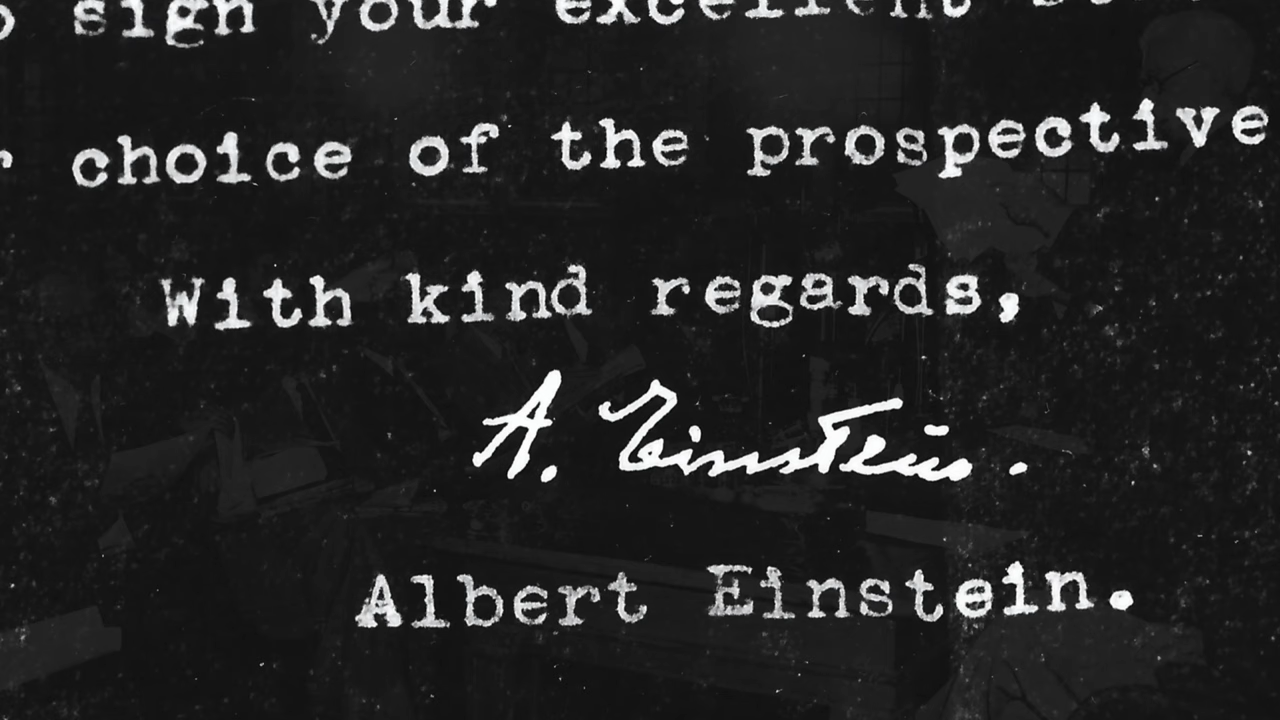 sign your excellent
choice of the prospective
With kind regards,
A. Einstein.
Albert Einstein.